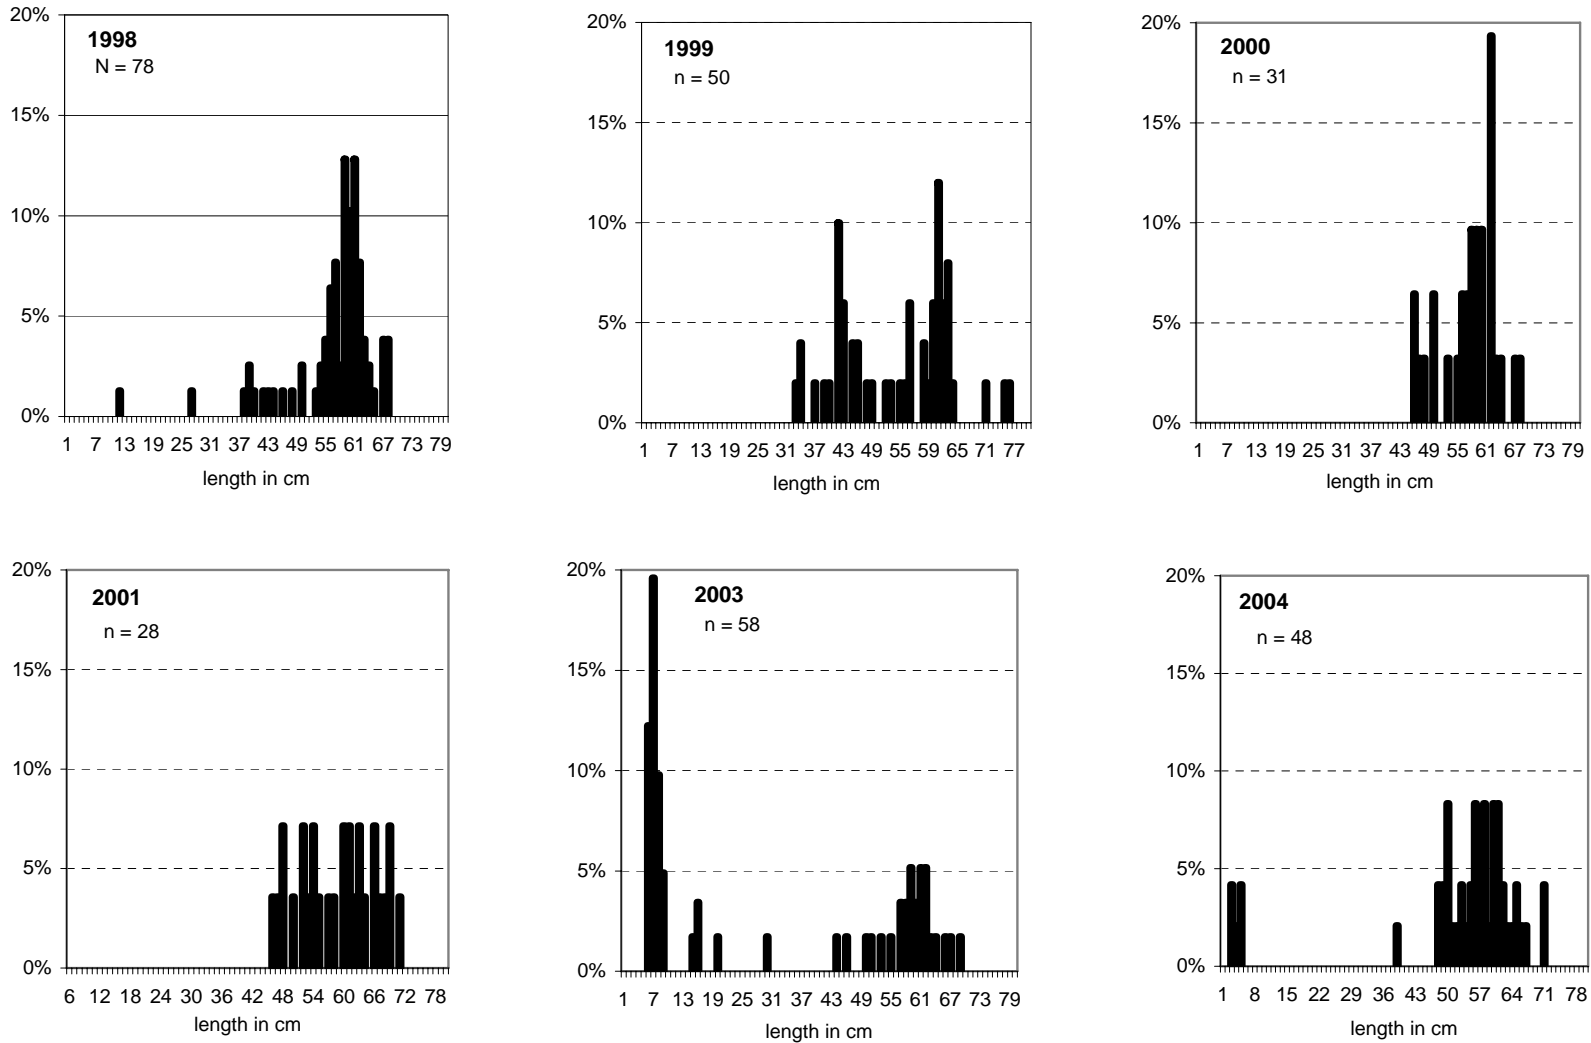 20%
1998
N = 78
15%
10%
5%
0%
1 7 13 19 25 31 37 43 49 55 61 67 73 79
length in cm
20%
1999
n = 50
15%
10%
5%
0%
1 7 13 19 25 31 37 43 49 55 59 65 71 77
length in cm
20%
2000
n = 31
15%
10%
5%
0%
1 7 13 19 25 31 37 43 49 55 61 67 73 79
length in cm
20%
2001
n = 28
15%
10%
5%
0%
6 12 18 24 30 36 42 48 54 60 66 72 78
length in cm
20%
2003
n = 58
15%
10%
5%
0%
1 7 13 19 25 31 37 43 49 55 61 67 73 79
length in cm
20%
2004
n = 48
15%
10%
5%
0%
1 8 15 22 29 36 43 50 57 64 71 78
length in cm